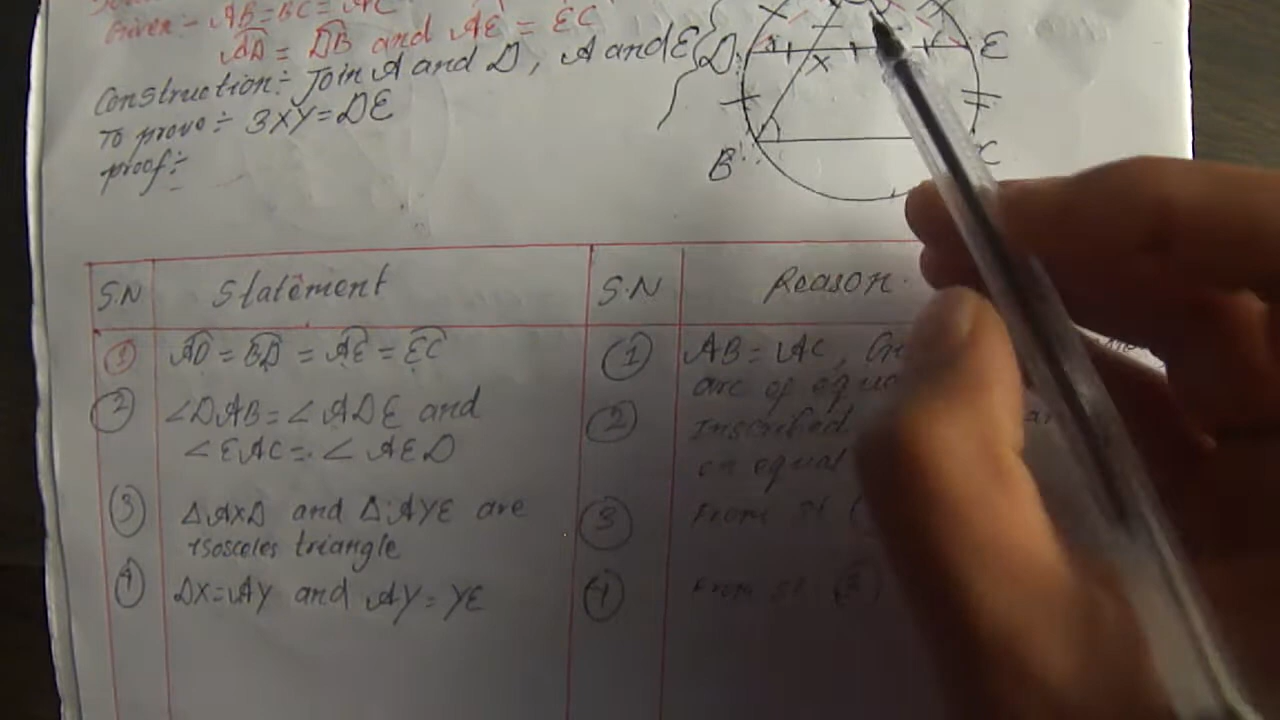 Given:- AB=BC=AC
AD = DB and AE = EC
Construction:- Join A and D, A and E
To prove:- 3XY=DE
proof:-
D
E
X
B
C
S.N Statement S.N Reason
① AD = BD = AE = EC ① AB = AC,
arc of
② ∠DAB=∠ADE and ② Inscribed
∠EAC=∠AED on equal
③ ΔAXD and ΔAYE are ③ From st
isosceles triangle
④ DX=AY and AY=YE ④ From st